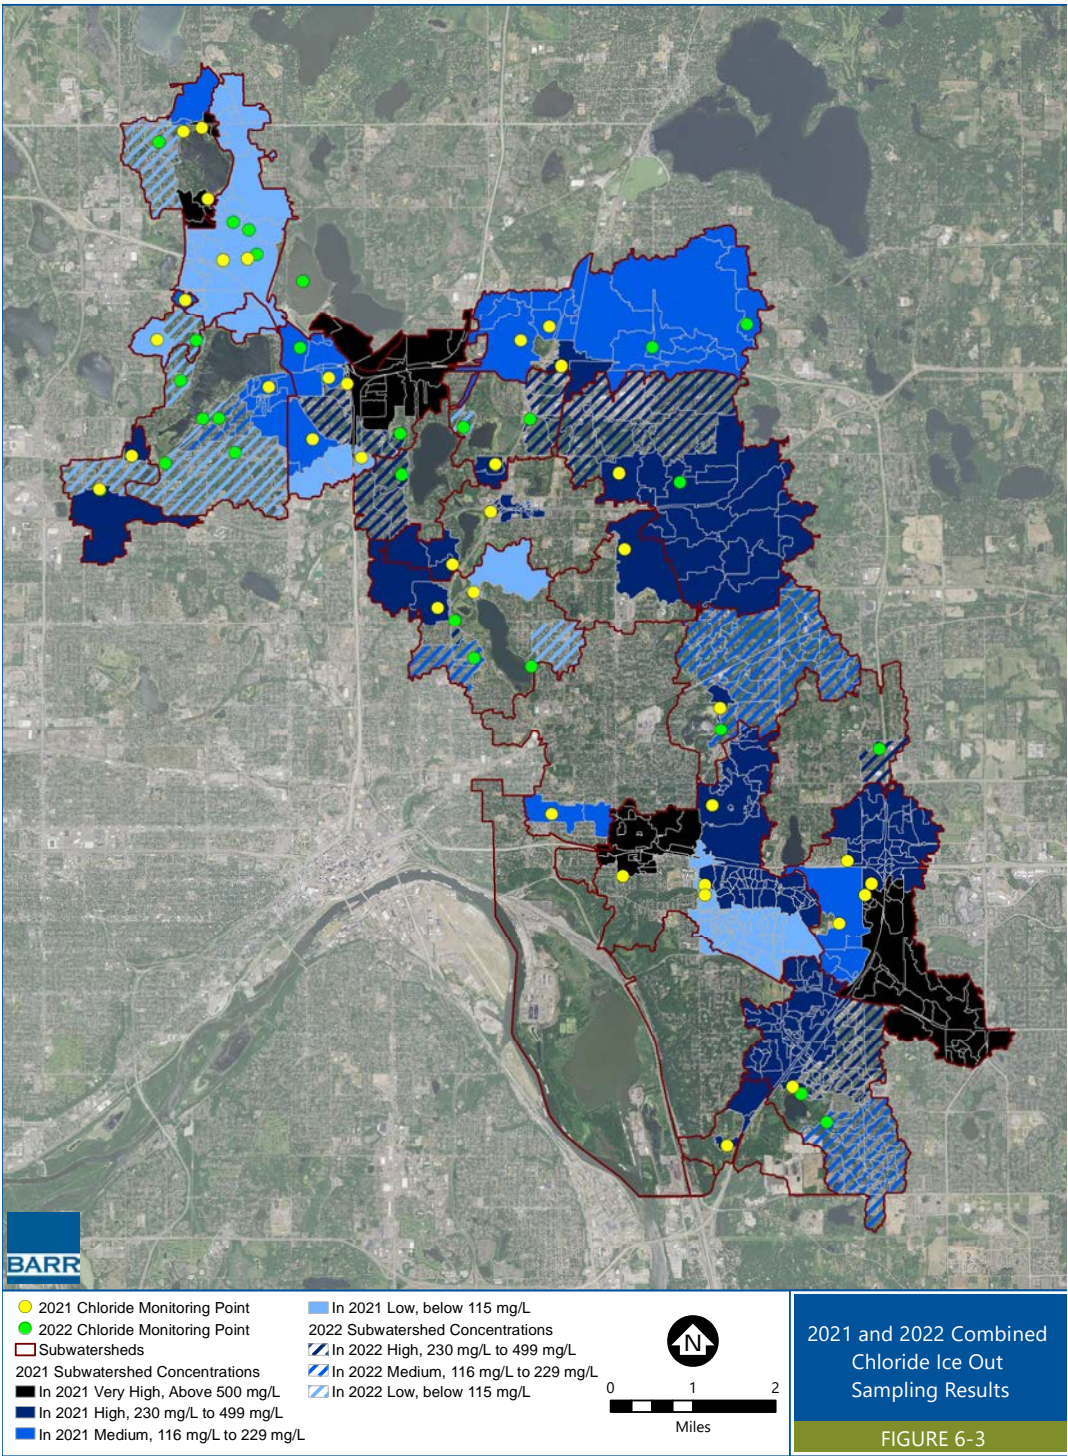 BARR
2021 Chloride Monitoring Point
2022 Chloride Monitoring Point
Subwatersheds
2021 Subwatershed Concentrations
In 2021 Very High, Above 500 mg/L
In 2021 High, 230 mg/L to 499 mg/L
In 2021 Medium, 116 mg/L to 229 mg/L
In 2021 Low, below 115 mg/L
2022 Subwatershed Concentrations
In 2022 High, 230 mg/L to 499 mg/L
In 2022 Medium, 116 mg/L to 229 mg/L
In 2022 Low, below 115 mg/L
N
0 1 2
Miles
2021 and 2022 Combined
Chloride Ice Out
Sampling Results
FIGURE 6-3